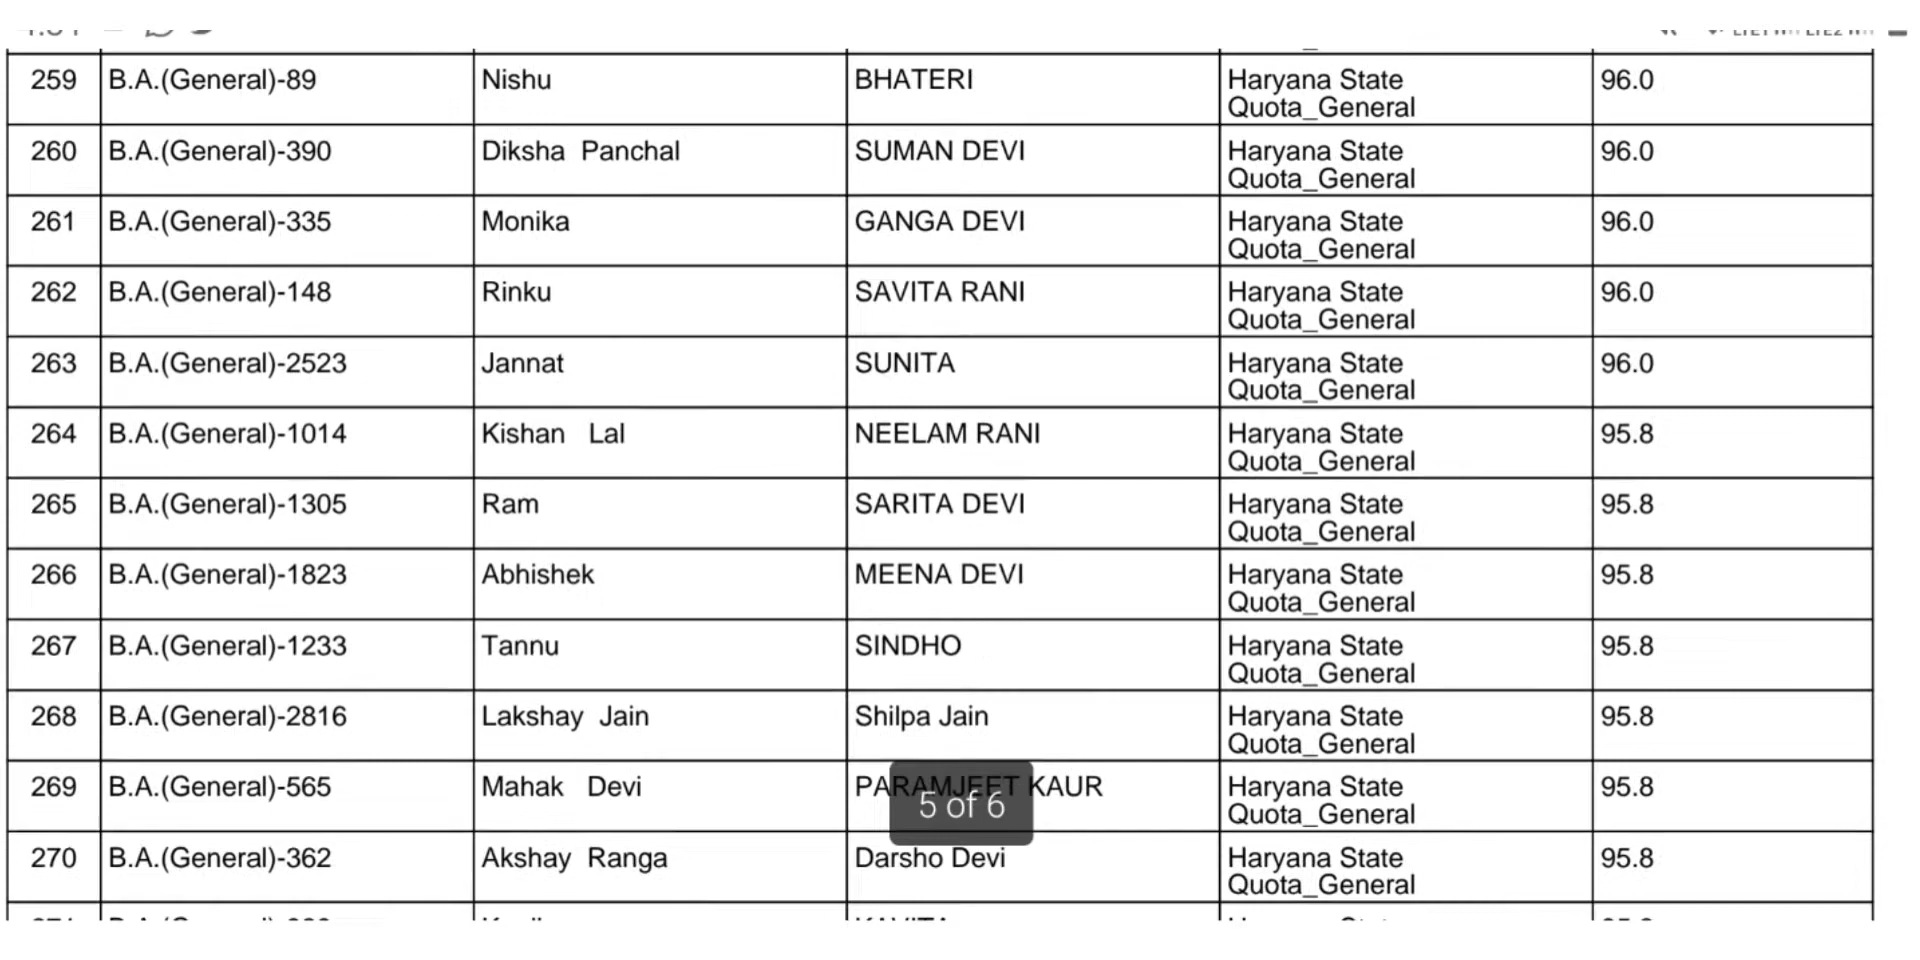 259 B.A.(General)-89 Nishu BHATERI Haryana State 96.0
Quota_General
260 B.A.(General)-390 Diksha Panchal SUMAN DEVI Haryana State 96.0
Quota_General
261 B.A.(General)-335 Monika GANGA DEVI Haryana State 96.0
Quota_General
262 B.A.(General)-148 Rinku SAVITA RANI Haryana State 96.0
Quota_General
263 B.A.(General)-2523 Jannat SUNITA Haryana State 96.0
Quota_General
264 B.A.(General)-1014 Kishan Lal NEELAM RANI Haryana State 95.8
Quota_General
265 B.A.(General)-1305 Ram SARITA DEVI Haryana State 95.8
Quota_General
266 B.A.(General)-1823 Abhishek MEENA DEVI Haryana State 95.8
Quota_General
267 B.A.(General)-1233 Tannu SINDHO Haryana State 95.8
Quota_General
268 B.A.(General)-2816 Lakshay Jain Shilpa Jain Haryana State 95.8
Quota_General
269 B.A.(General)-565 Mahak Devi PARAMJEET KAUR Haryana State 95.8
5 of 6 Quota_General
270 B.A.(General)-362 Akshay Ranga Darsho Devi Haryana State 95.8
Quota_General